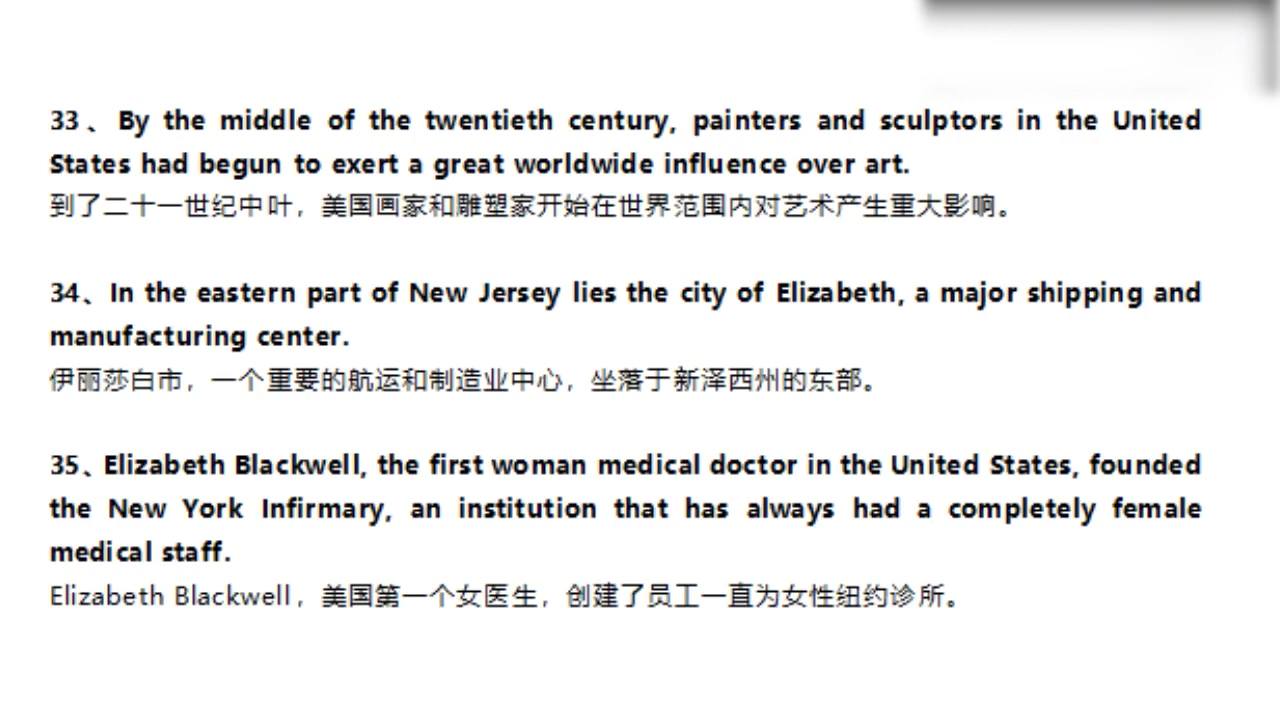 33、By the middle of the twentieth century, painters and sculptors in the United
States had begun to exert a great worldwide influence over art.
到了二十一世纪中叶，美国画家和雕塑家开始在世界范围内对艺术产生重大影响。
34、In the eastern part of New Jersey lies the city of Elizabeth, a major shipping and
manufacturing center.
伊丽莎白市，一个重要的航运和制造业中心，坐落于新泽西州的东部。
35、Elizabeth Blackwell, the first woman medical doctor in the United States, founded
the New York Infirmary, an institution that has always had a completely female
medical staff.
Elizabeth Blackwell，美国第一个女医生，创建了员工一直为女性纽约诊所。